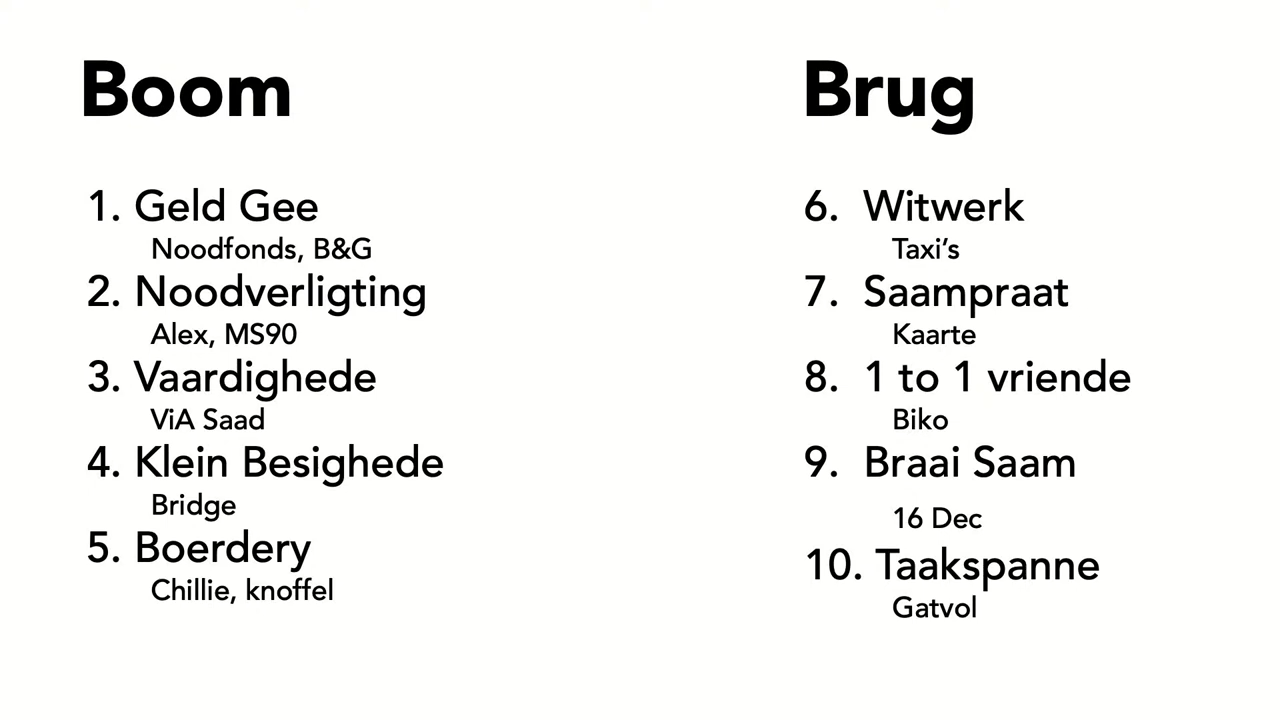 Boom
1. Geld Gee
Noodfonds, B&G
2. Noodverligting
Alex, MS90
3. Vaardighede
ViA Saad
4. Klein Besighede
Bridge
5. Boerdery
Chillie, knoffel
Brug
6. Witwerk
Taxi’s
7. Saampraat
Kaarte
8. 1 to 1 vriende
Biko
9. Braai Saam
16 Dec
10. Taakspanne
Gatvol